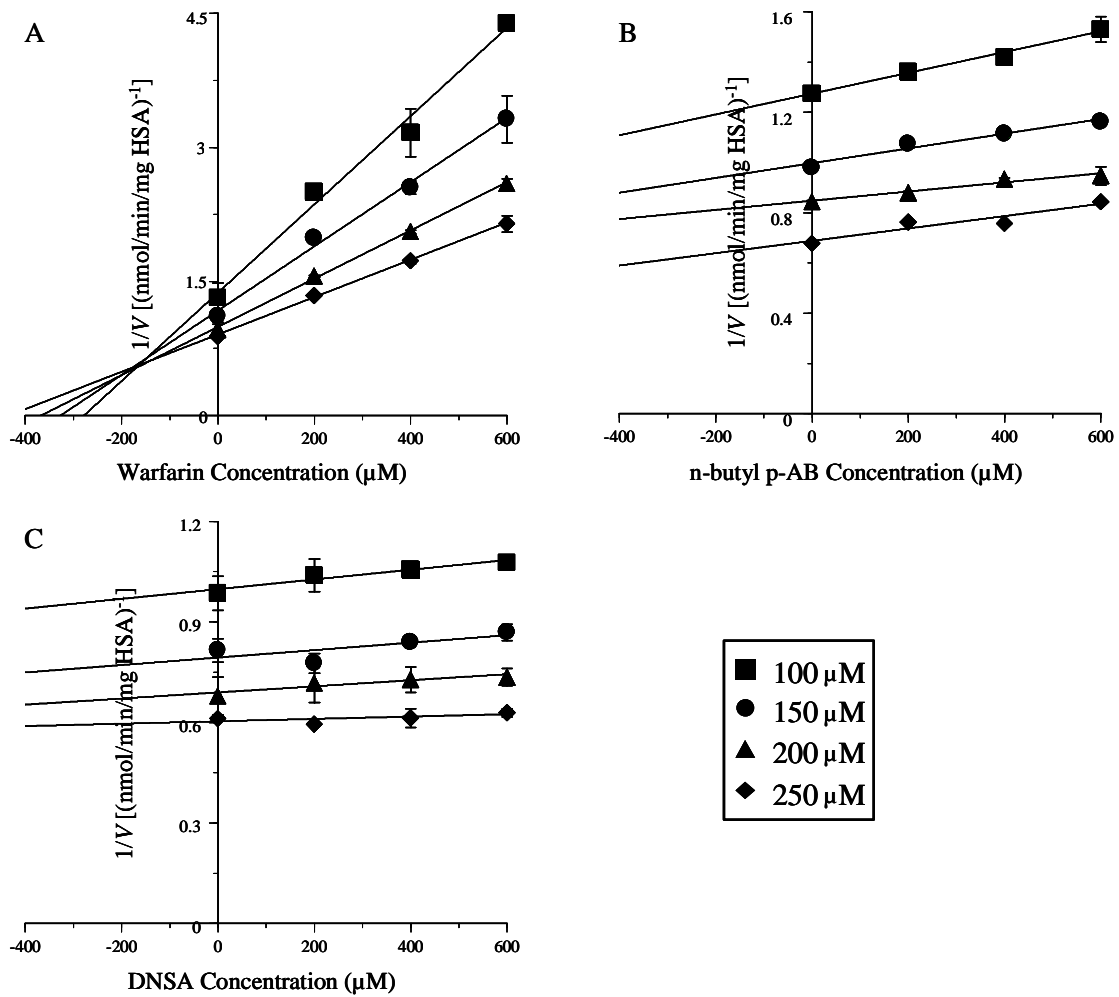 A
1/V [(nmol/min/mg HSA)-1]
4.5
3
1.5
0
-400 -200 0 200 400 600
Warfarin Concentration (µM)
B
1/V [(nmol/min/mg HSA)-1]
1.6
1.2
0.8
0.4
0
-400 -200 0 200 400 600
n-butyl p-AB Concentration (µM)
C
1/V [(nmol/min/mg HSA)-1]
1.2
0.9
0.6
0.3
0
-400 -200 0 200 400 600
DNSA Concentration (µM)
100 µM
150 µM
200 µM
250 µM